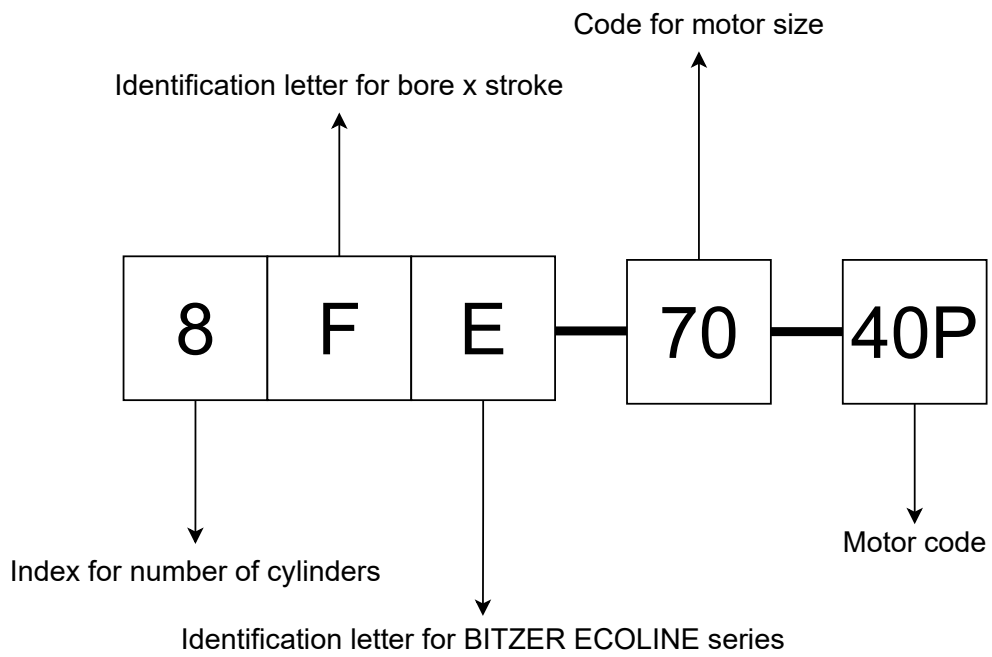 Code for motor size
Identification letter for bore x stroke
8 F E 70 40P
Motor code
Index for number of cylinders
Identification letter for BITZER ECOLINE series